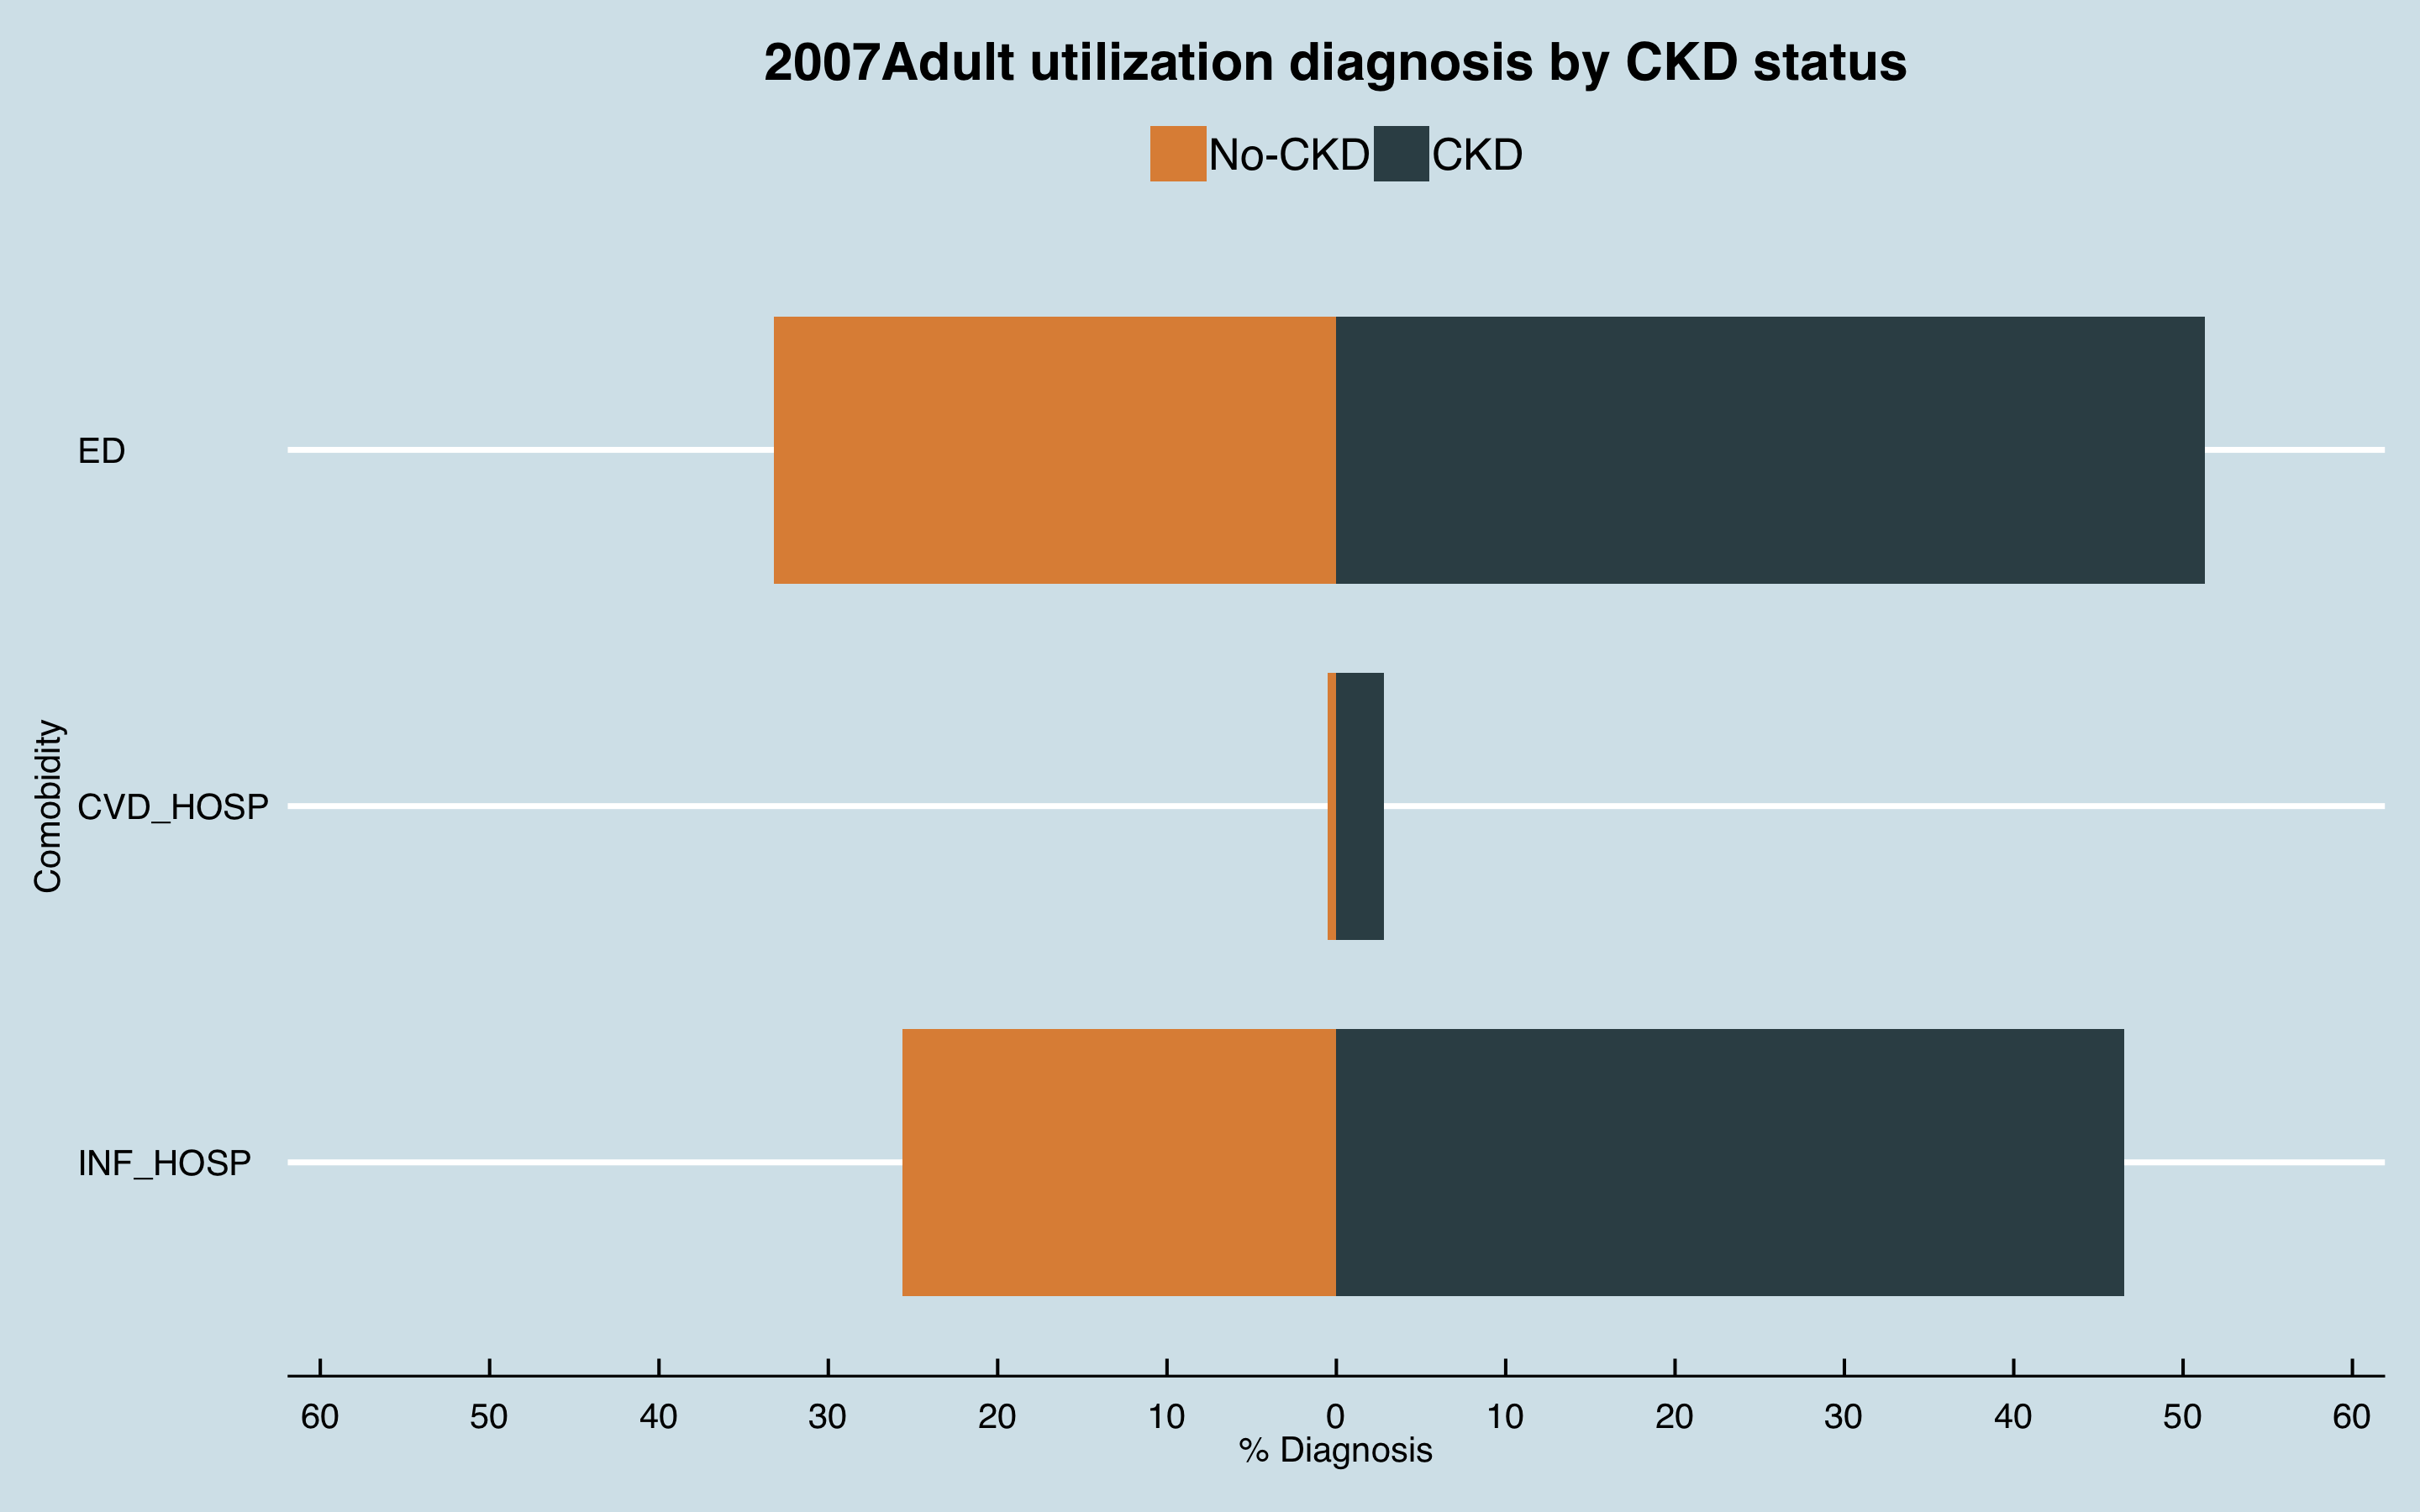 2007Adult utilization diagnosis by CKD status
No-CKD CKD
ED
CVD_HOSP
INF_HOSP
Comobidity
60 50 40 30 20 10 0 10 20 30 40 50 60
% Diagnosis